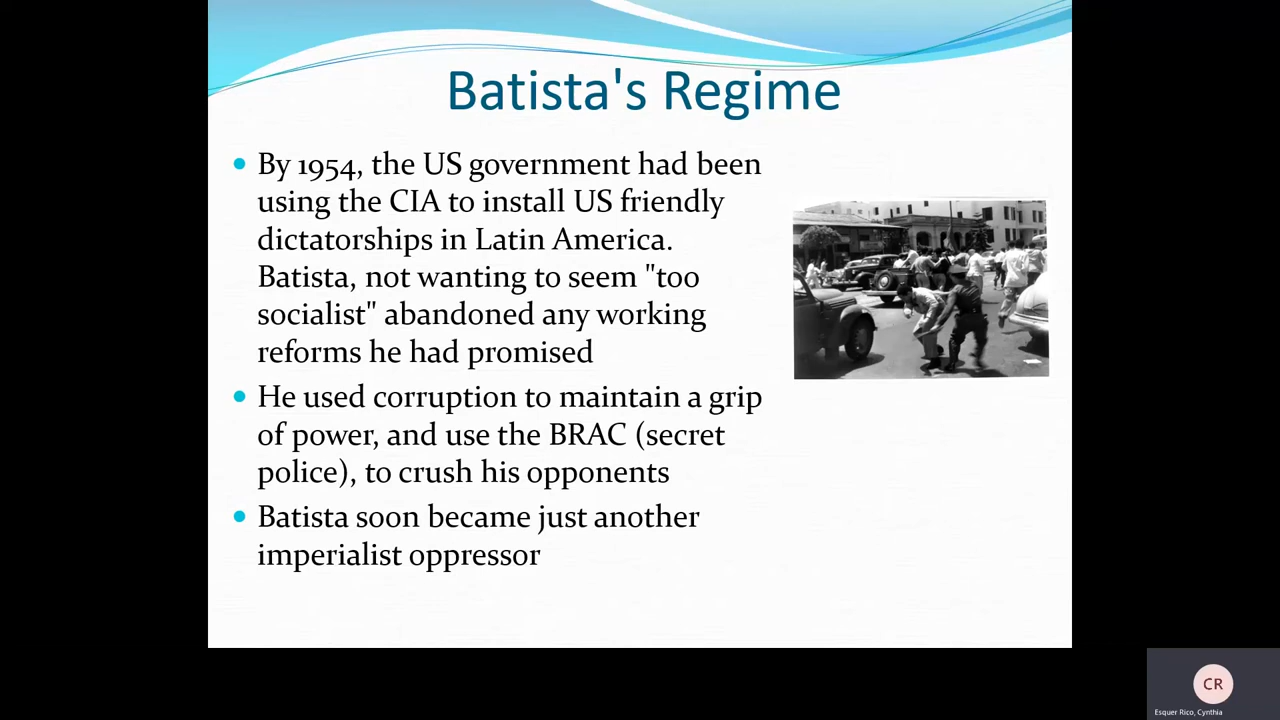 Batista's Regime
By 1954, the US government had been
using the CIA to install US friendly
dictatorships in Latin America.
Batista, not wanting to seem "too
socialist" abandoned any working
reforms he had promised
He used corruption to maintain a grip
of power, and use the BRAC (secret
police), to crush his opponents
Batista soon became just another
imperialist oppressor
CR
Esquer Rico, Cynthia